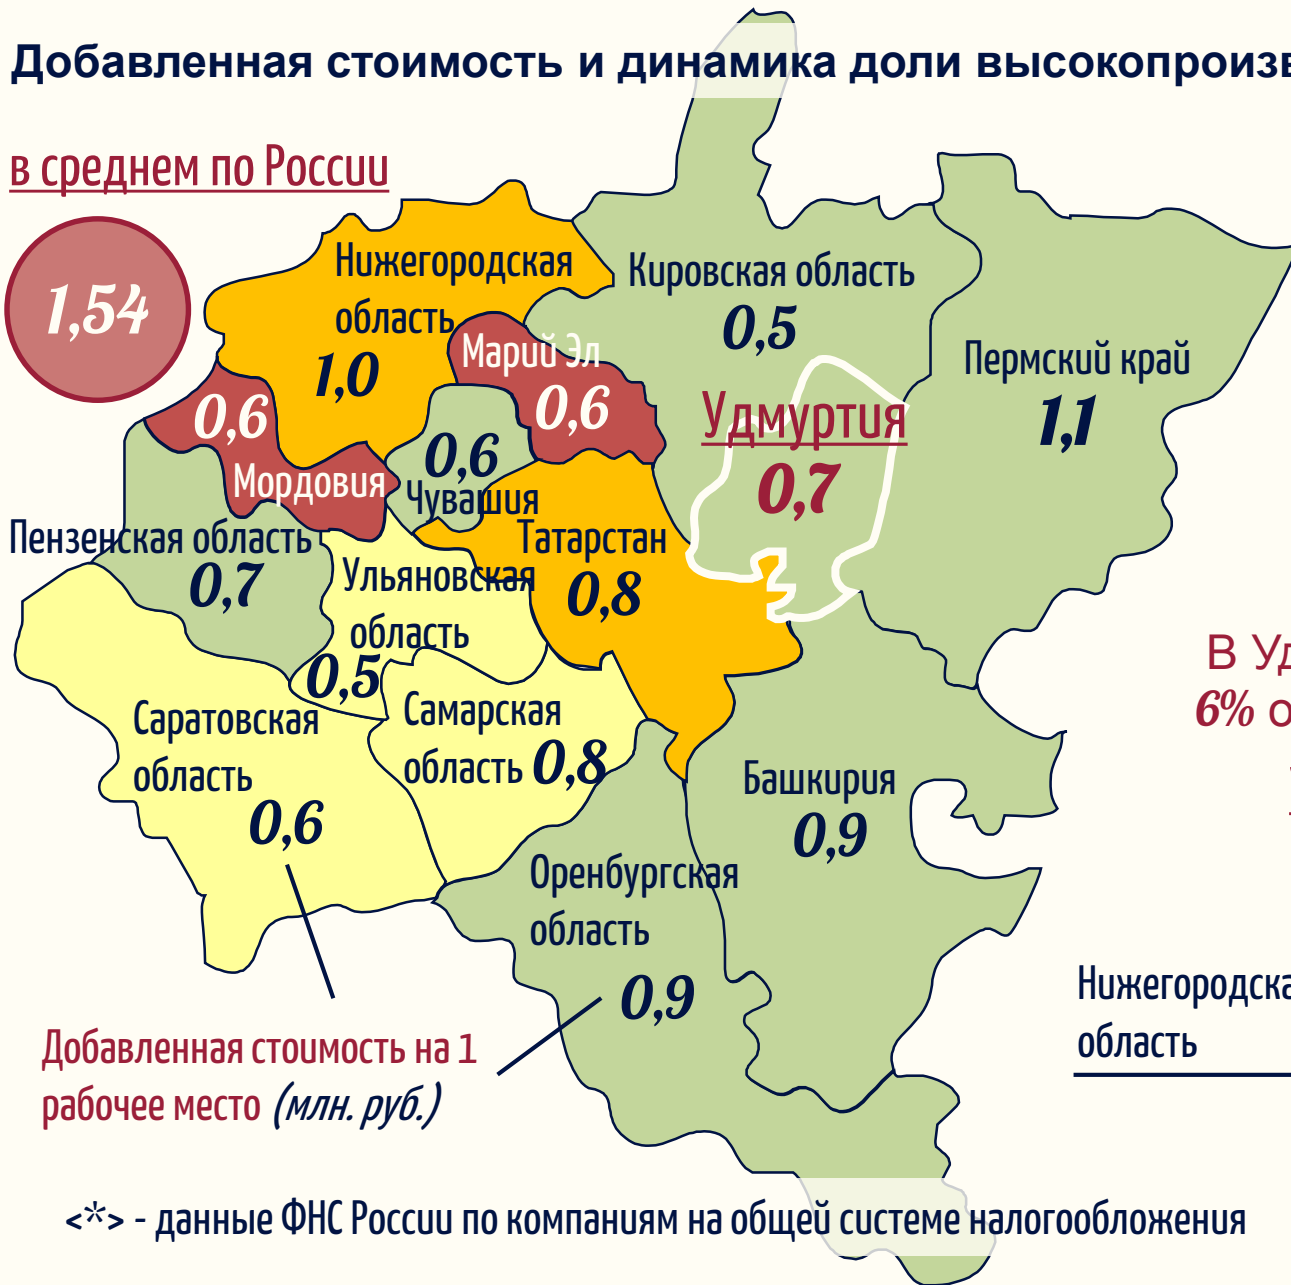 Добавленная стоимость и динамика доли высокопроизв
в среднем по России
1,54
Нижегородская
область
1,0
Кировская область
0,5
Марий Эл
0,6
Пермский край
1,1
Удмуртия
0,7
0,6
Мордовия
0,6
Чувашия
Пензенская область
0,7
Татарстан
0,8
Ульяновская
область
0,5
Саратовская
область
0,6
Самарская
область 0,8
Башкирия
0,9
Оренбургская
область
0,9
В Уд
6% о
Нижегородска
область
Добавленная стоимость на 1
рабочее место (млн. руб.)
<*> - данные ФНС России по компаниям на общей системе налогообложения